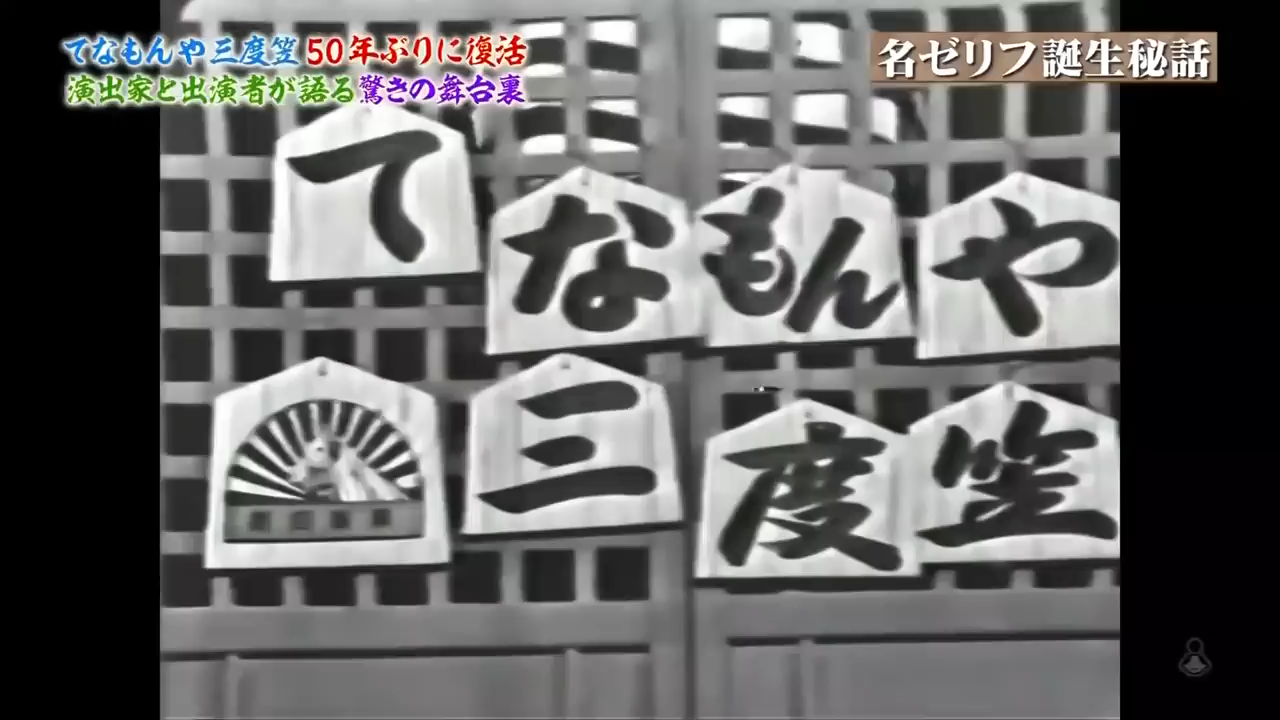 てなもんや三度笠 50年ぶりに復活
演出家と出演者が語る驚きの舞台裏
名ゼリフ誕生秘話
てなもんや
三度笠